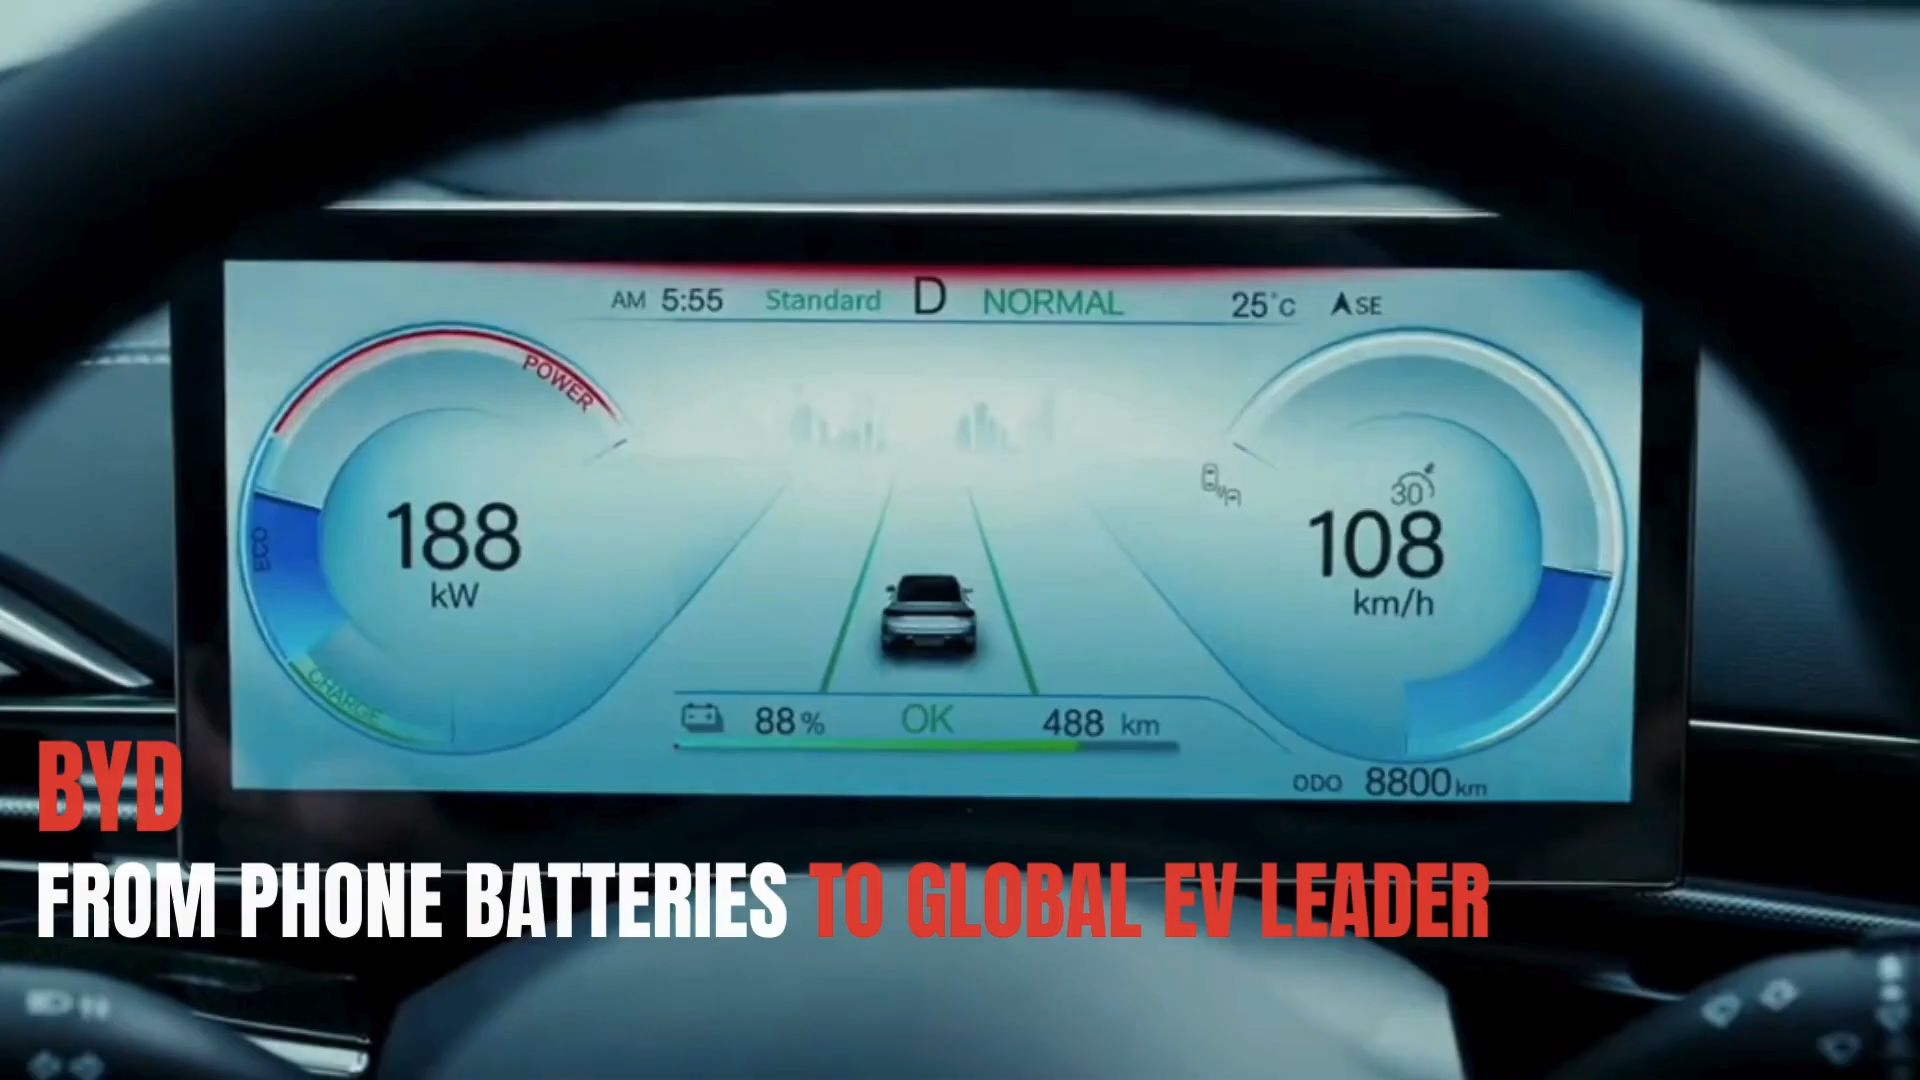 AM 5:55 Standard D NORMAL 25°c SE
POWER
ECO
CHARGE
188
kW
30
108
km/h
88% OK 488 km
ODO 8800km
BYD
FROM PHONE BATTERIES TO GLOBAL EV LEADER